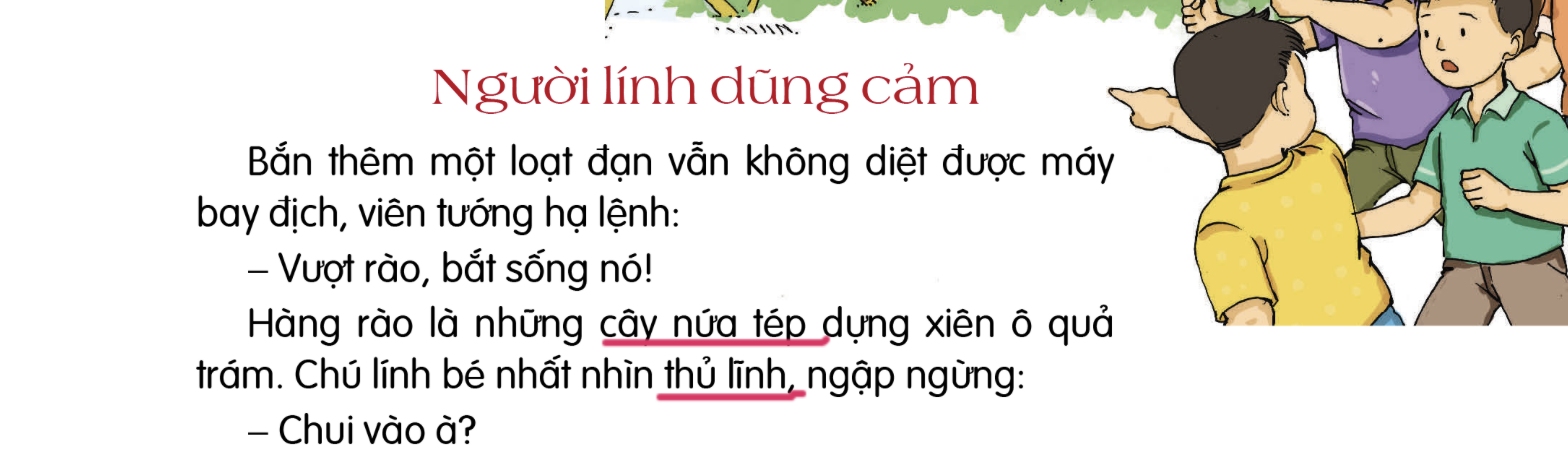 Người lính dũng cảm
Bắn thêm một loạt đạn vẫn không diệt được máy
bay địch, viên tướng hạ lệnh:
– Vượt rào, bắt sống nó!
Hàng rào là những cây nứa tép dựng xiên ô quả
trám. Chú lính bé nhất nhìn thủ lĩnh, ngập ngừng:
– Chui vào à?